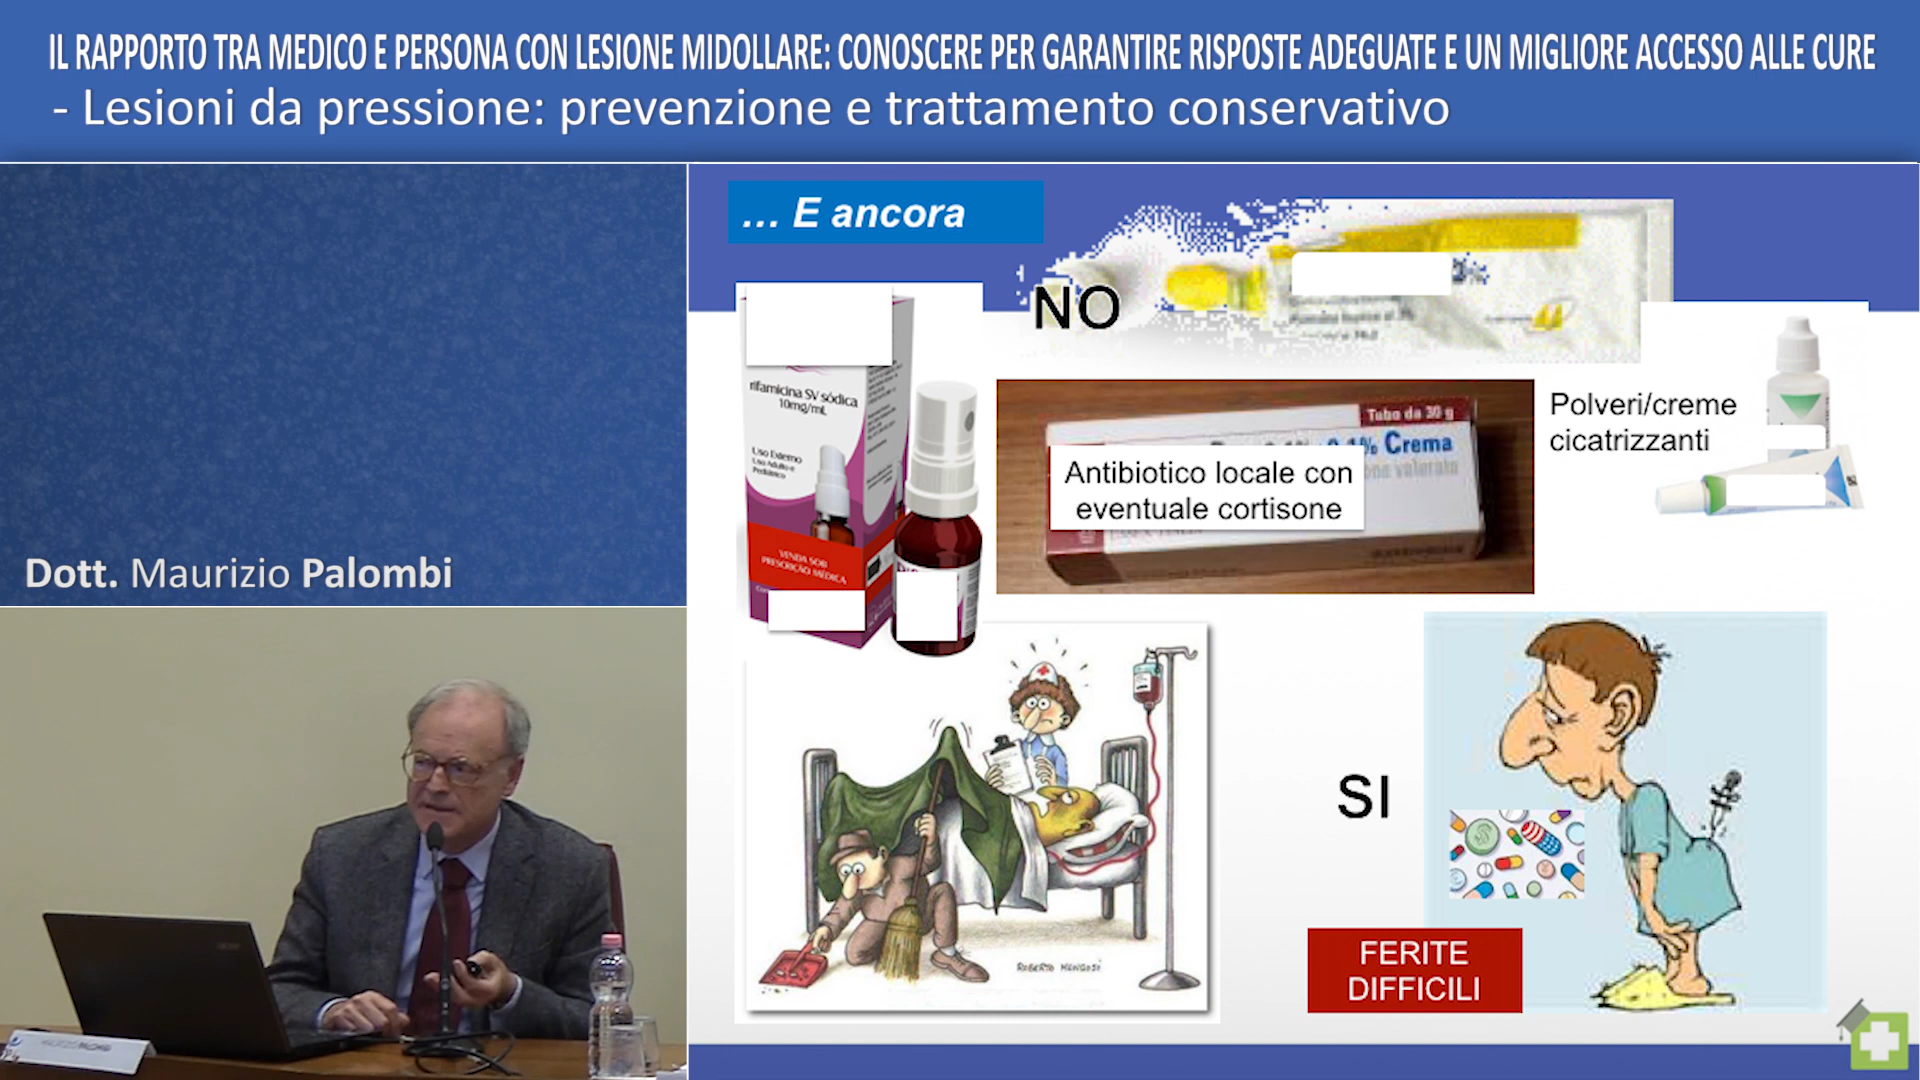 IL RAPPORTO TRA MEDICO E PERSONA CON LESIONE MIDOLLARE: CONOSCERE PER GARANTIRE RISPOSTE ADEGUATE E UN MIGLIORE ACCESSO ALLE CURE
- Lesioni da pressione: prevenzione e trattamento conservativo
... E ancora
NO
rifamicina SV sódica
10mg/mL
Uso Externo
Uso Adulto e
Pediátrico
VENDA SOB
PRESCRIÇÃO MÉDICA
Tubo da 30 g
0,1% Crema
Antibiotico locale con
eventuale cortisone
Polveri/creme
cicatrizzanti
Dott. Maurizio Palombi
SI
FERITE
DIFFICILI
ROBERTO MANGOSI
PALOMBI